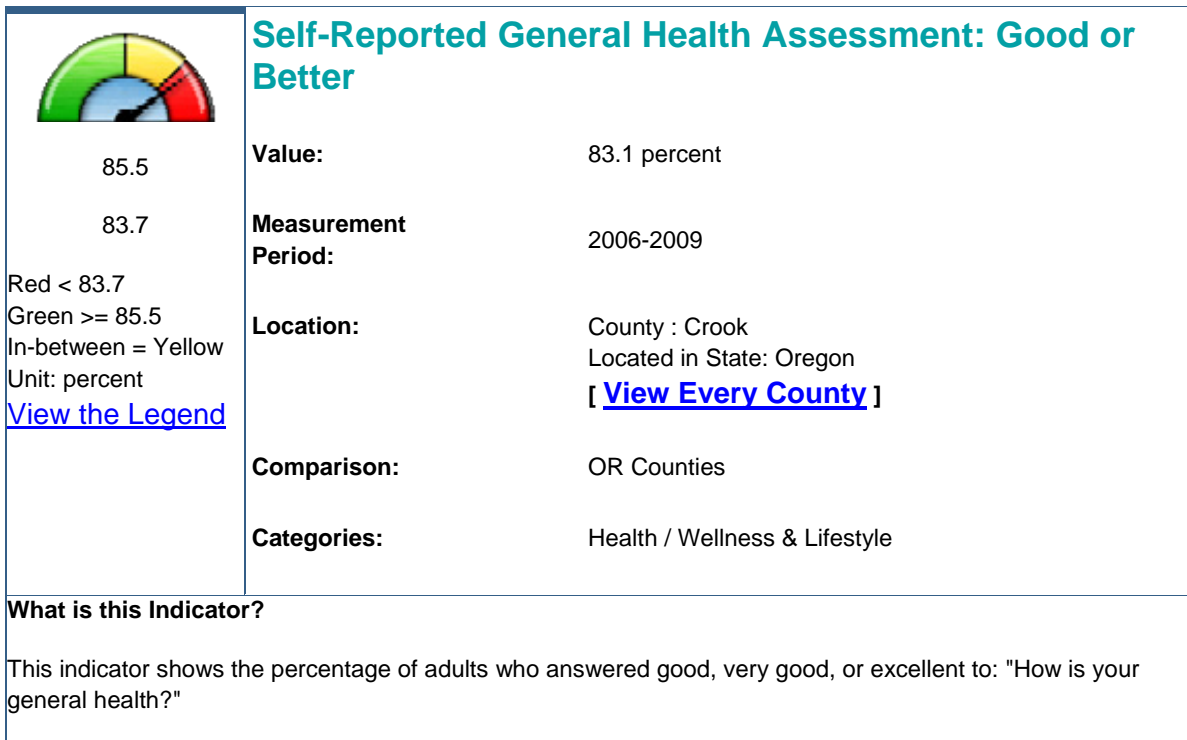 Self-Reported General Health Assessment: Good or
Better
85.5
83.7
Red < 83.7
Green >= 85.5
In-between = Yellow
Unit: percent
View the Legend
Value: 83.1 percent
Measurement
Period: 2006-2009
Location: County : Crook
Located in State: Oregon
[ View Every County ]
Comparison: OR Counties
Categories: Health / Wellness & Lifestyle
What is this Indicator?
This indicator shows the percentage of adults who answered good, very good, or excellent to: "How is your
general health?"